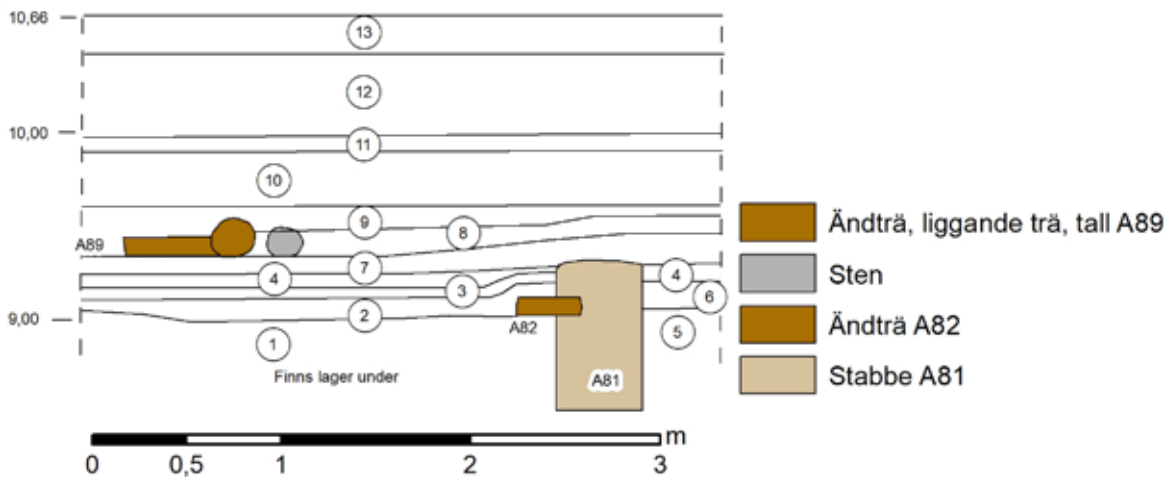 10,66
13
12
10,00
11
10
9
8
A89
7
4
4
3
6
2
9,00
A82
5
1
Finns lager under
A81
m
0
0,5
1
2
3
Ändträ, liggande trä, tall A89
Sten
Ändträ A82
Stabbe A81